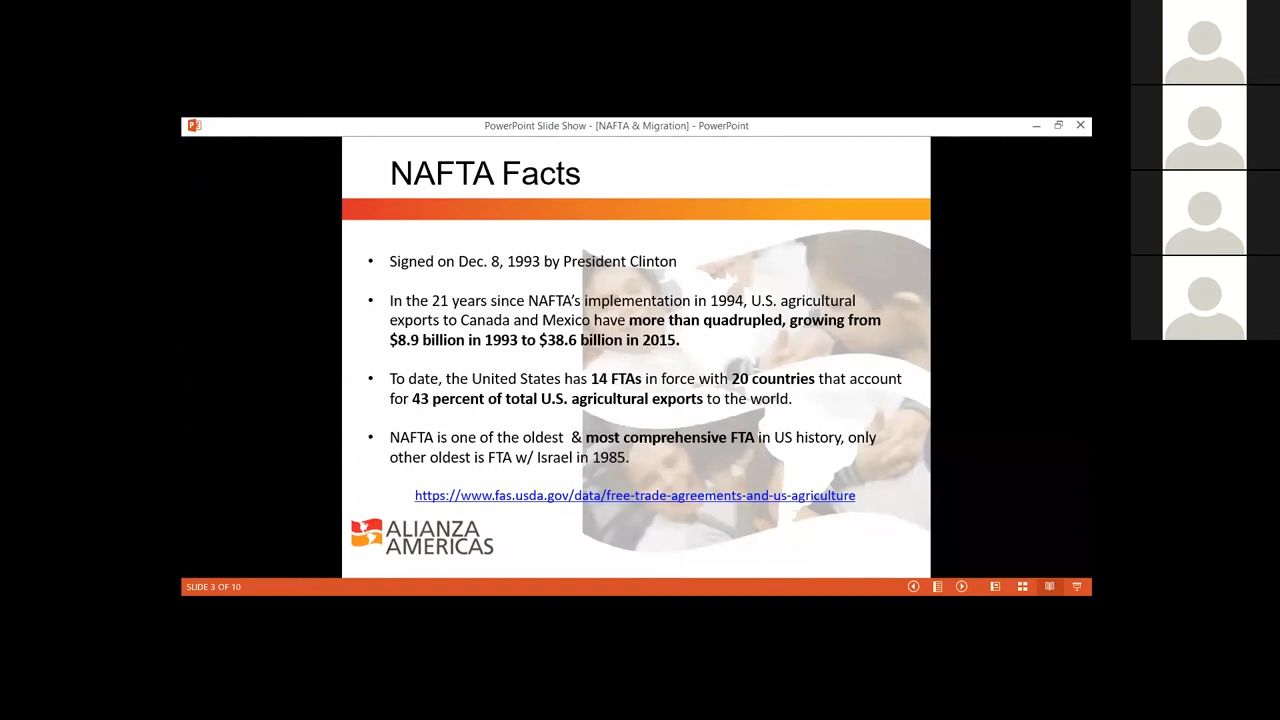 PowerPoint Slide Show - [NAFTA & Migration] - PowerPoint
NAFTA Facts
• Signed on Dec. 8, 1993 by President Clinton
• In the 21 years since NAFTA's implementation in 1994, U.S. agricultural
exports to Canada and Mexico have more than quadrupled, growing from
$8.9 billion in 1993 to $38.6 billion in 2015.
• To date, the United States has 14 FTAs in force with 20 countries that account
for 43 percent of total U.S. agricultural exports to the world.
• NAFTA is one of the oldest & most comprehensive FTA in US history, only
other oldest is FTA w/ Israel in 1985.
https://www.fas.usda.gov/data/free-trade-agreements-and-us-agriculture
ALIANZA
AMERICAS
SLIDE 3 OF 10